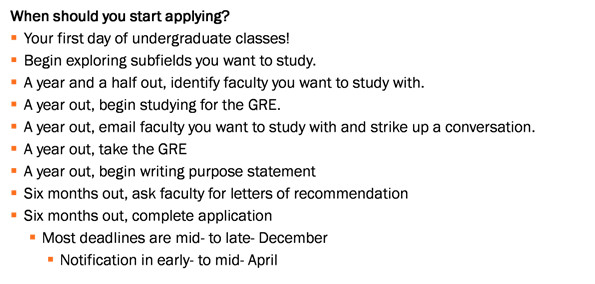 When should you start applying?
Your first day of undergraduate classes!
Begin exploring subfields you want to study.
A year and a half out, identify faculty you want to study with.
A year out, begin studying for the GRE.
A year out, email faculty you want to study with and strike up a conversation.
A year out, take the GRE
A year out, begin writing purpose statement
Six months out, ask faculty for letters of recommendation
Six months out, complete application
Most deadlines are mid- to late- December
Notification in early- to mid- April